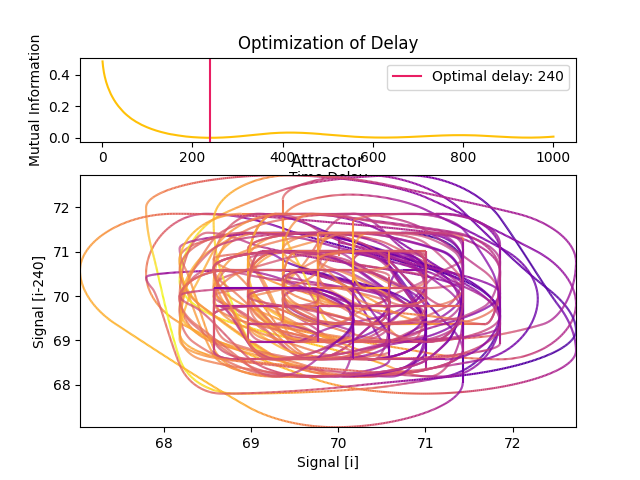 Optimization of Delay
Mutual Information
0.4
0.2
0.0
Optimal delay: 240
0 200 400 600 800 1000
Time Delay
Attractor
Signal [i-240]
72
71
70
69
68
68 69 70 71 72
Signal [i]